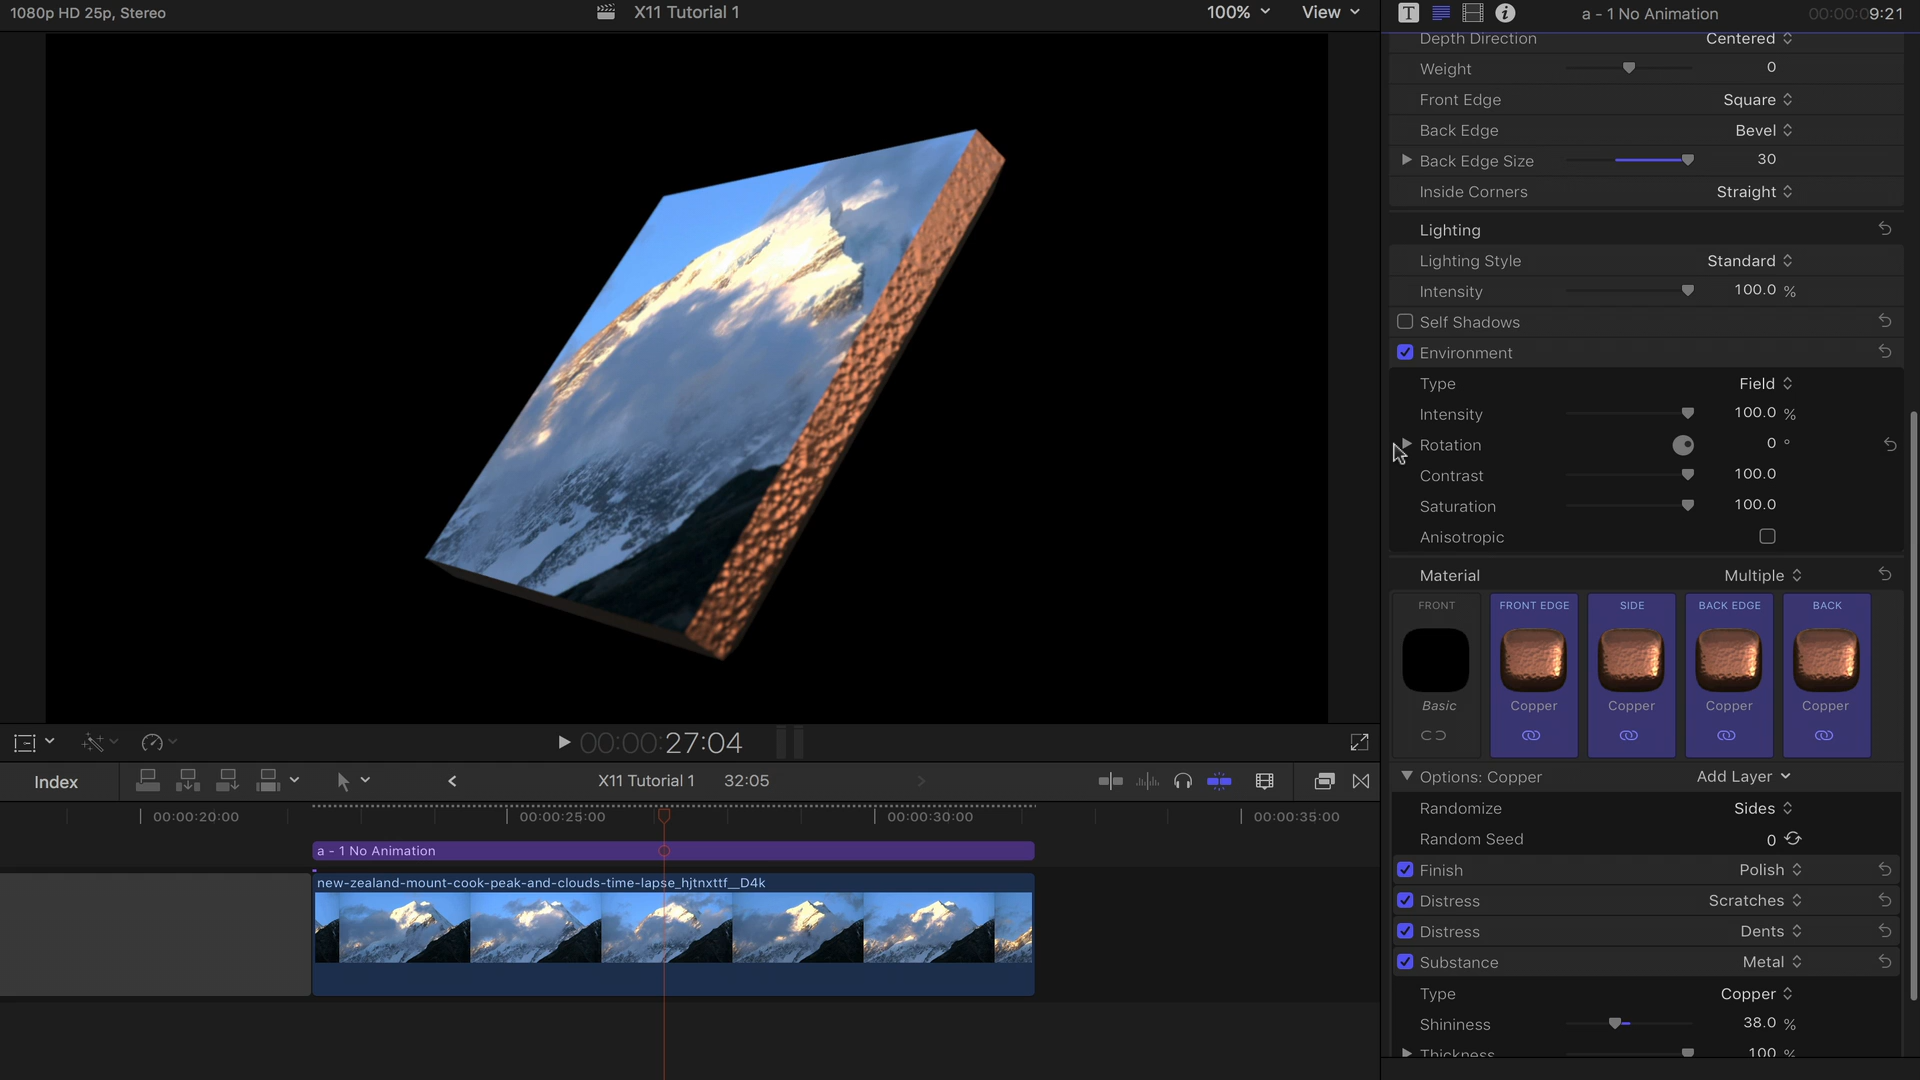 1080p HD 25p, Stereo
X11 Tutorial 1
100%
View
T
a - 1 No Animation
00:00:09:21
Depth Direction Centered
Weight 0
Front Edge Square
Back Edge Bevel
Back Edge Size 30
Inside Corners Straight
Lighting
Lighting Style Standard
Intensity 100.0 %
Self Shadows
Environment
Type Field
Intensity 100.0 %
Rotation 0 °
Contrast 100.0
Saturation 100.0
Anisotropic
Material Multiple
FRONT FRONT EDGE SIDE BACK EDGE BACK
Basic Copper Copper Copper Copper
Options: Copper Add Layer
Randomize Sides
Random Seed 0
Finish Polish
Distress Scratches
Distress Dents
Substance Metal
Type Copper
Shininess 38.0 %
Thickness 100 %
00:00:27:04
Index
X11 Tutorial 1 32:05
00:00:20:00 00:00:25:00 00:00:30:00 00:00:35:00
a - 1 No Animation
new-zealand-mount-cook-peak-and-clouds-time-lapse_hjtnxttf__D4k